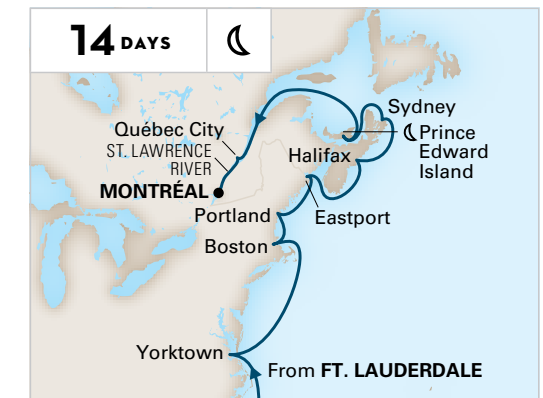 14 DAYS
Sydney
Québec City
Prince
Edward
Island
ST. LAWRENCE
RIVER
Halifax
MONTRÉAL
Portland
Eastport
Boston
Yorktown
From FT. LAUDERDALE